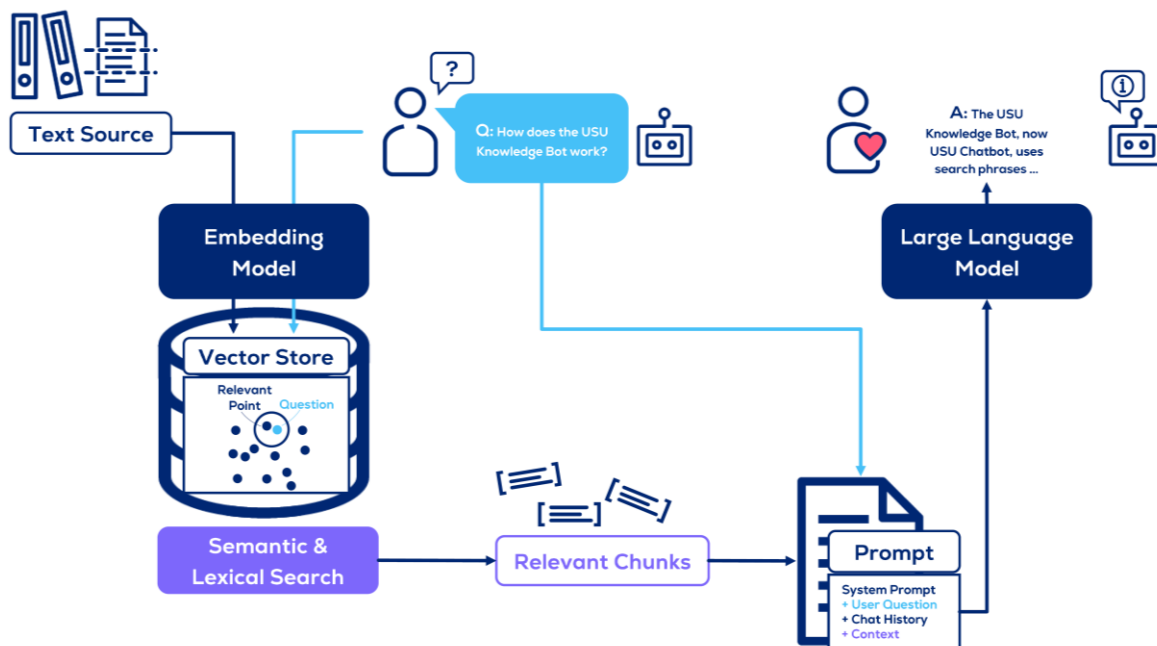 Text Source
?
Q: How does the USU
Knowledge Bot work?
A: The USU
Knowledge Bot, now
USU Chatbot, uses
search phrases ...
i
Embedding
Model
Large Language
Model
Vector Store
Relevant
Point
Question
Semantic &
Lexical Search
Relevant Chunks
Prompt
System Prompt
+ User Question
+ Chat History
+ Context